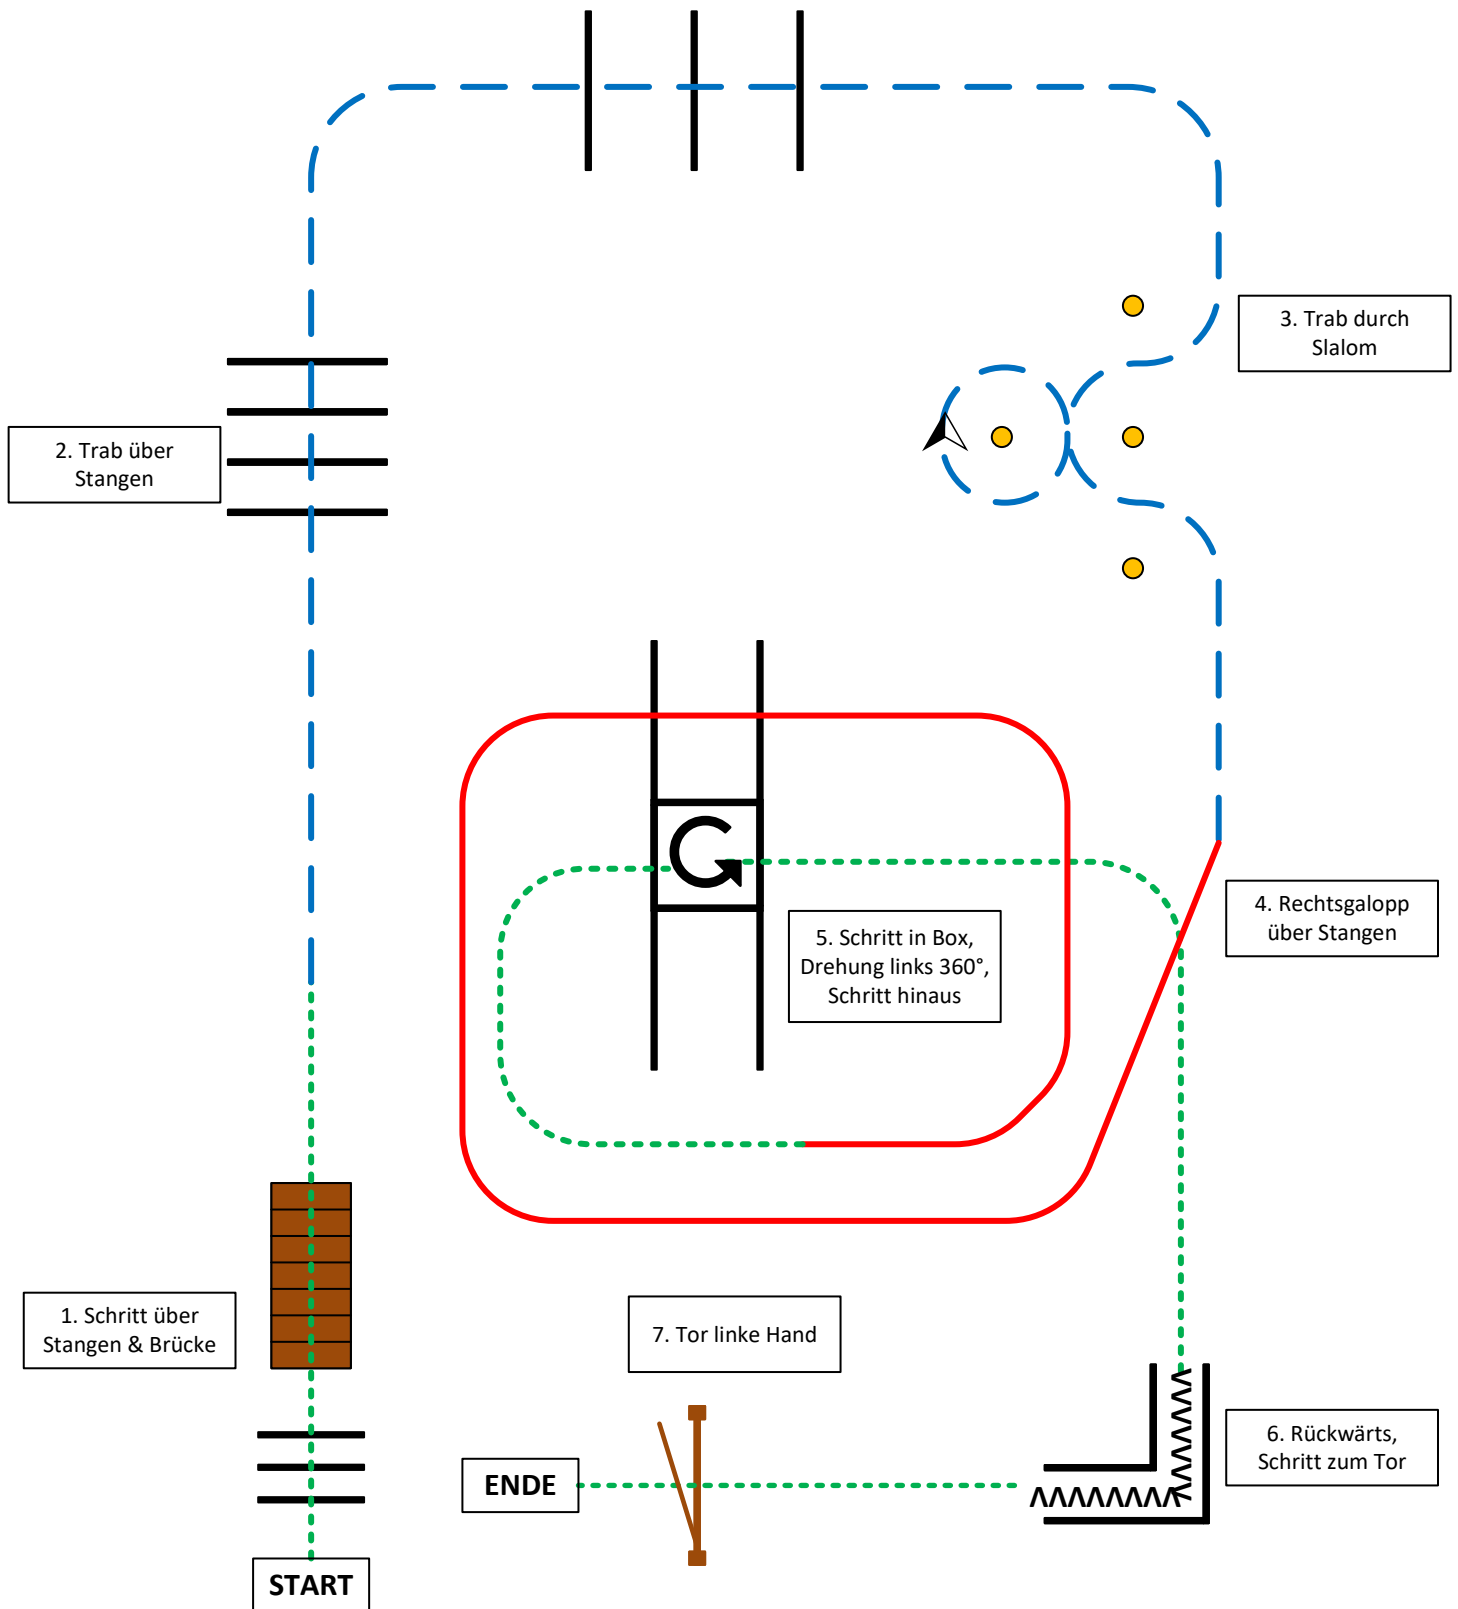 3. Trab durch
Slalom
2. Trab über
Stangen
4. Rechtsgalopp
über Stangen
5. Schritt in Box,
Drehung links 360°,
Schritt hinaus
1. Schritt über
Stangen & Brücke
7. Tor linke Hand
6. Rückwärts,
Schritt zum Tor
ENDE
START